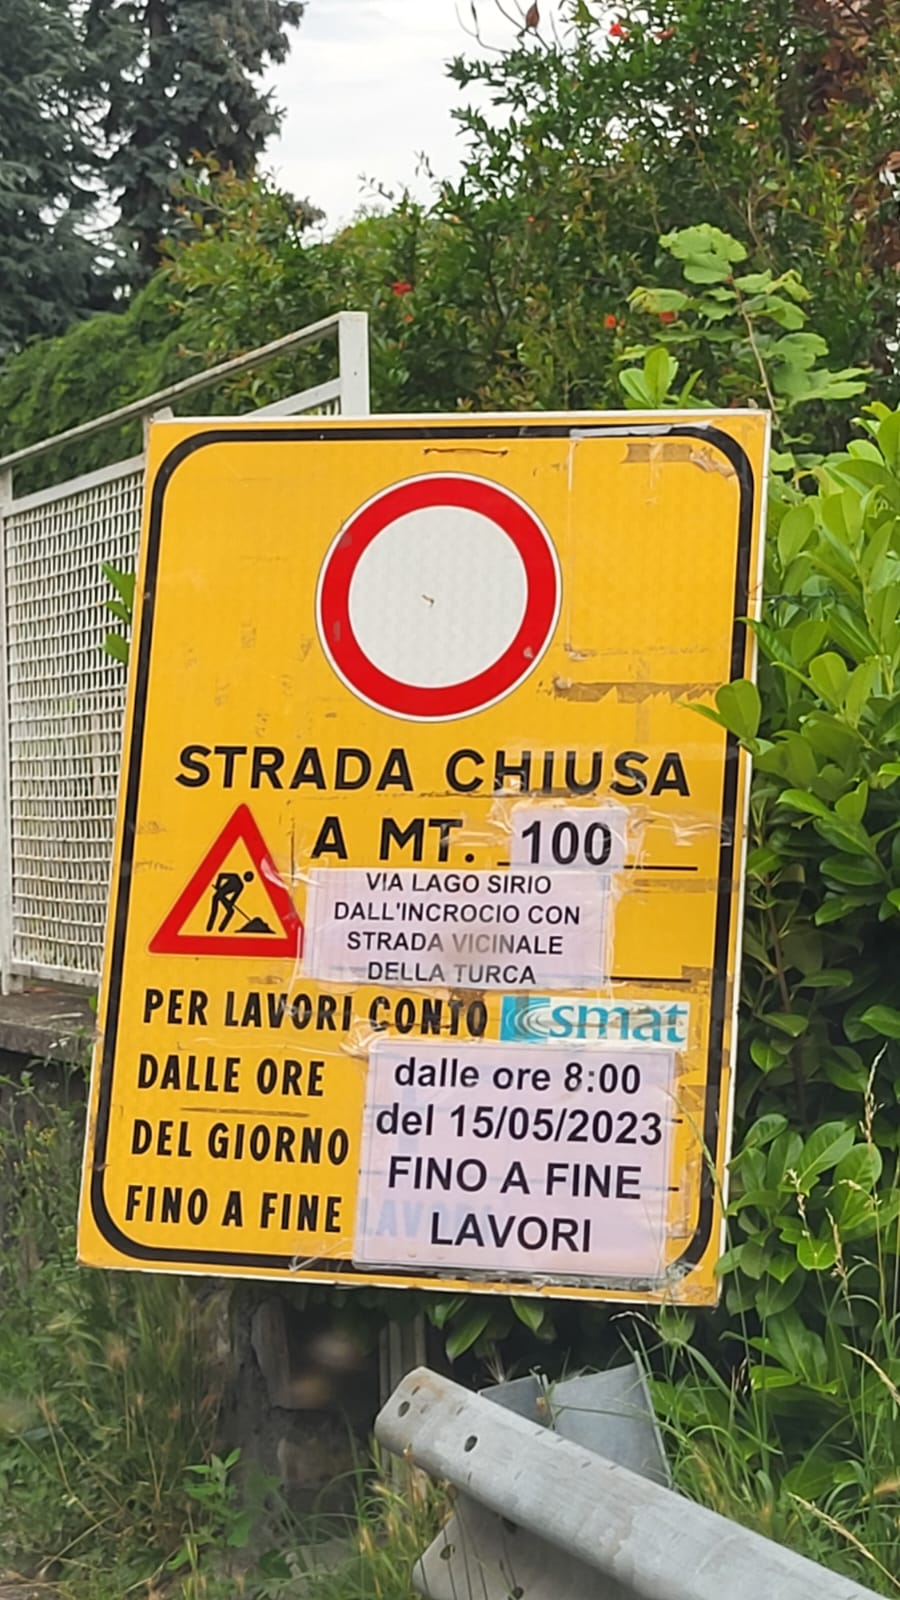 STRADA CHIUSA
A MT. 100
VIA LAGO SIRIO
DALL'INCROCIO CON
STRADA VICINALE
DELLA TURCA
PER LAVORI CONTO smat
DALLE ORE
DEL GIORNO
FINO A FINE LAVORI
dalle ore 8:00
del 15/05/2023
FINO A FINE
LAVORI